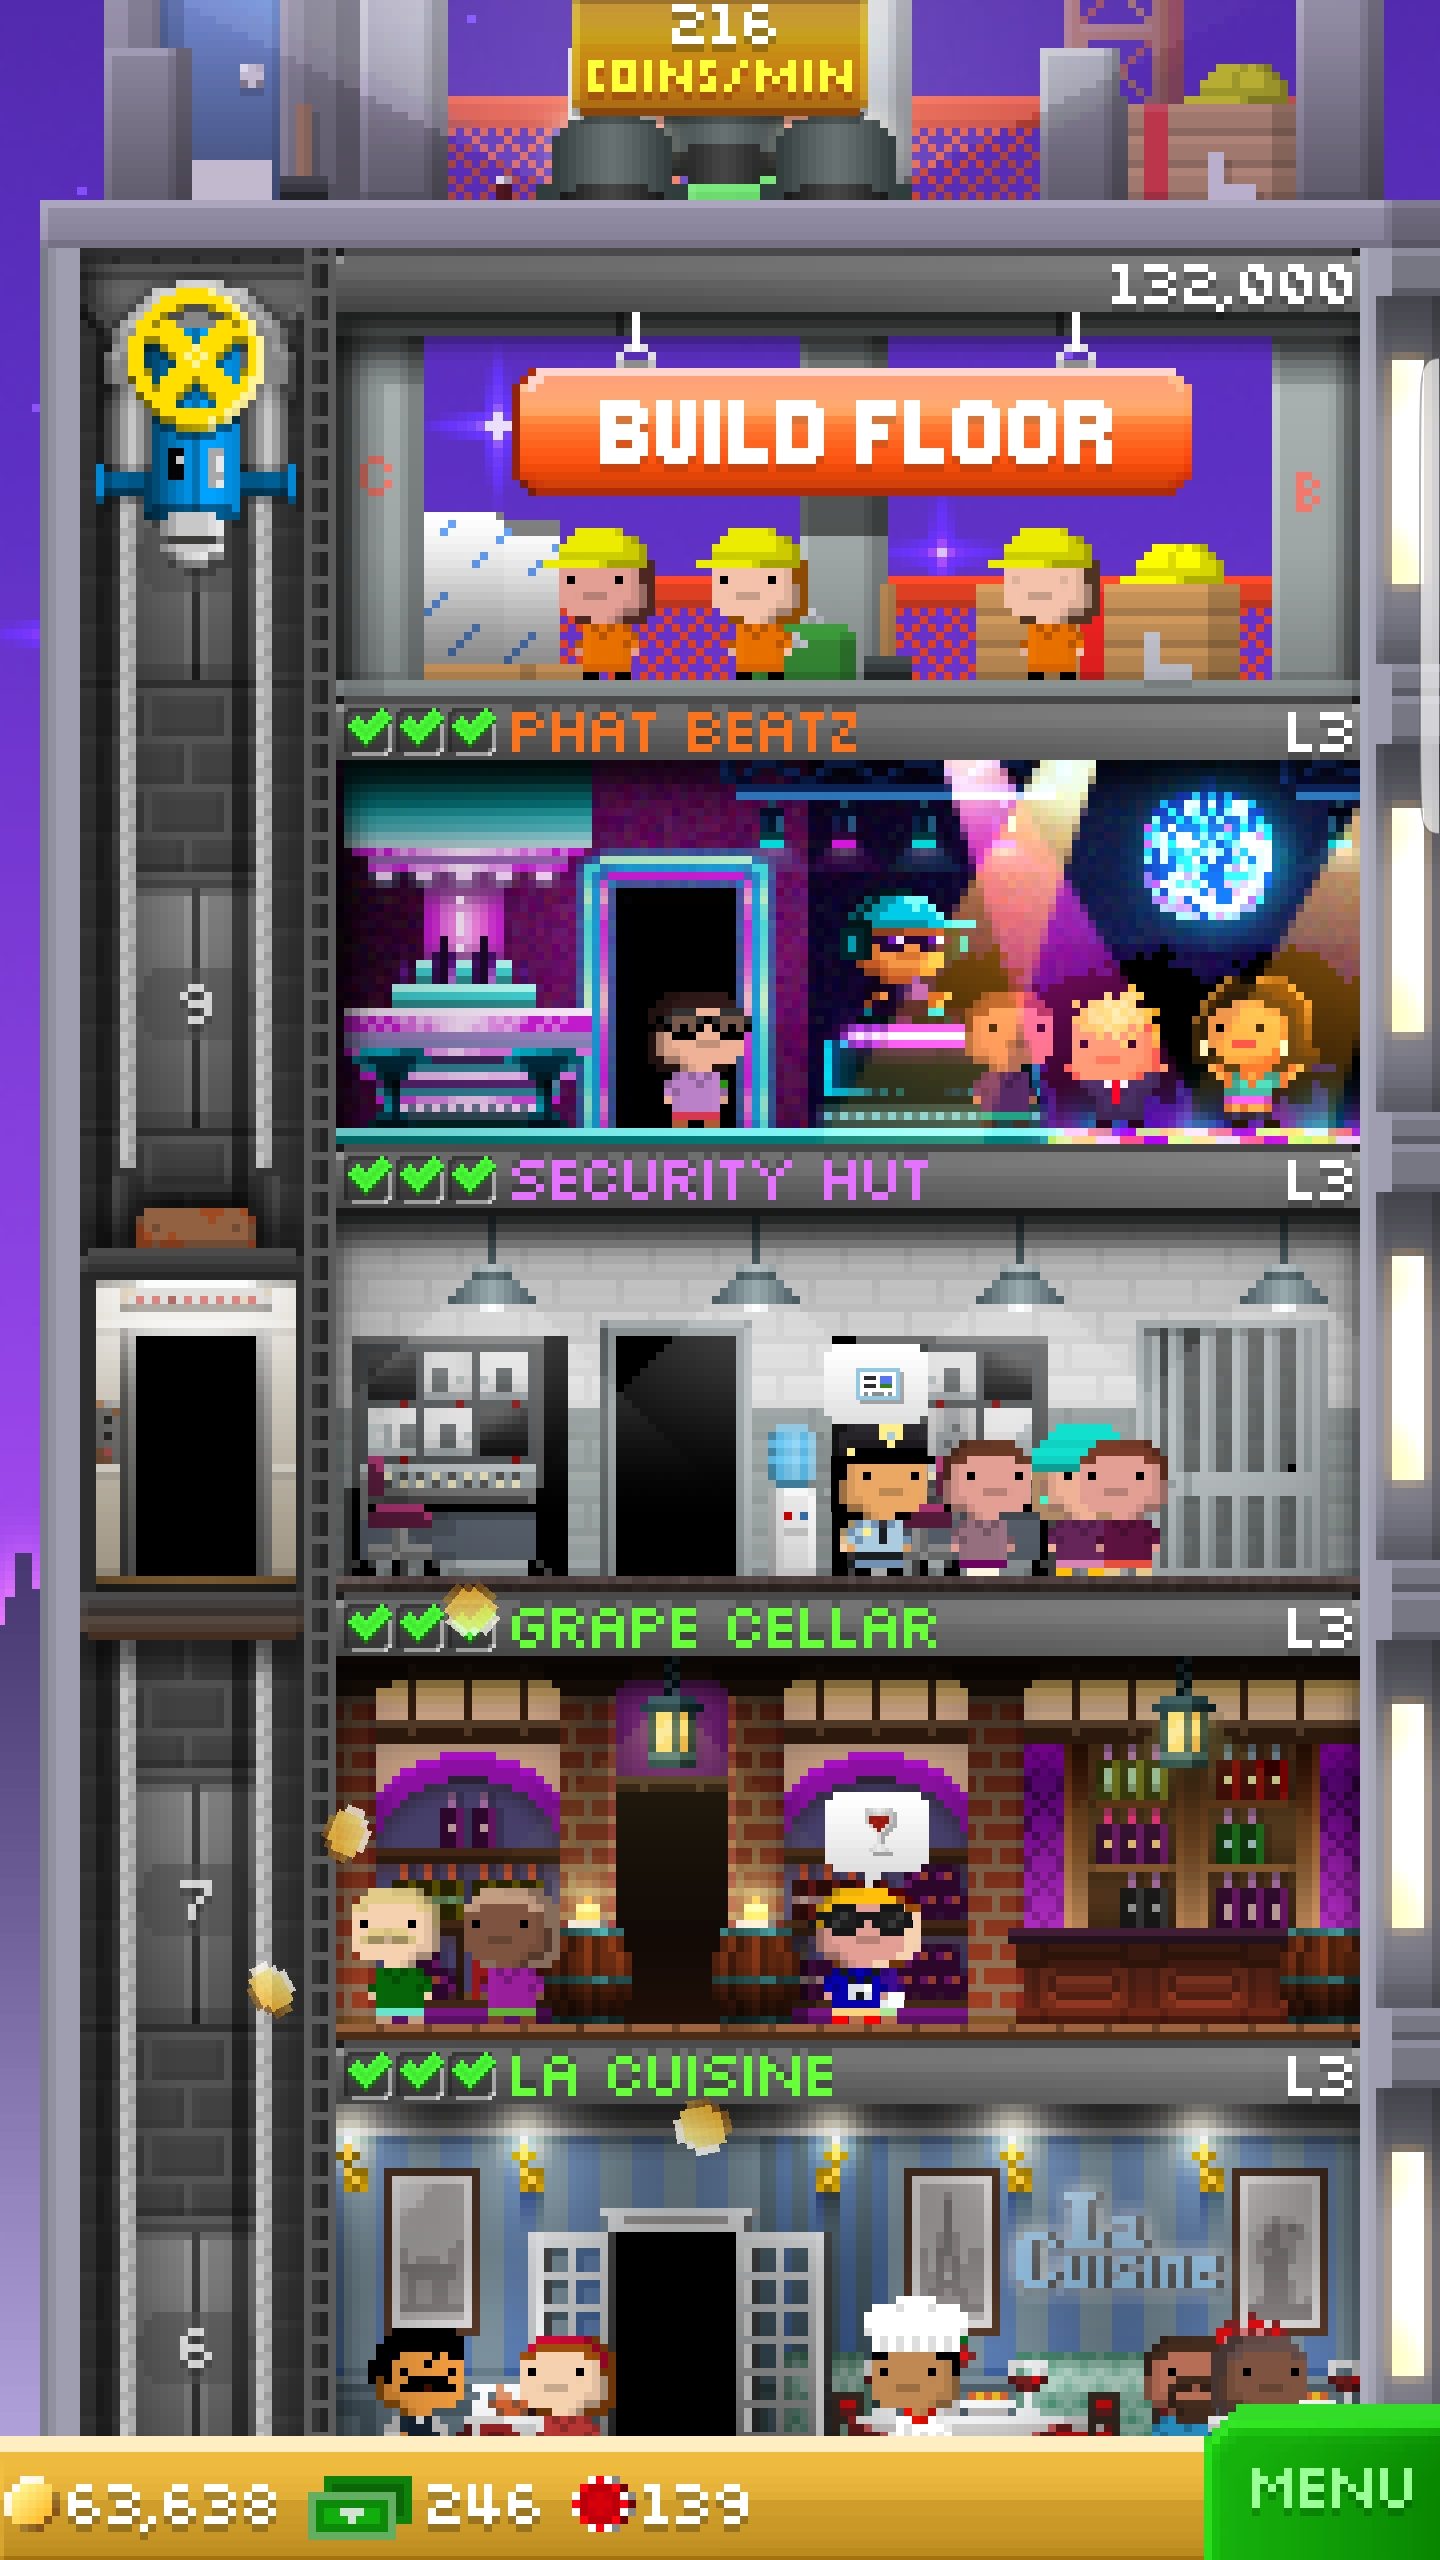 216
COINS/MIN
132,000
BUILD FLOOR
C
B
PHAT BEATZ
L3
9
SECURITY HUT
L3
GRAPE CELLAR
L3
7
LA CUISINE
L3
La
Cuisine
6
63,638
246
139
MENU